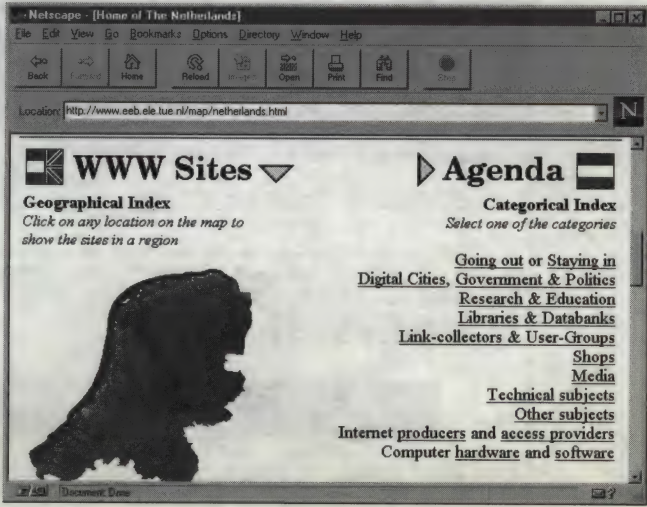 Netscape - [Home of The Netherlands]
File Edit View Go Bookmarks Options Directory Window Help
Back Forward Home Reload Images Open Print Find Stop
Location: http://www.eeb.ele.tue.nl/map/netherlands.html
N
WWW Sites
Geographical Index
Click on any location on the map to
show the sites in a region
Agenda
Categorical Index
Select one of the categories
Going out or Staying in
Digital Cities, Government & Politics
Research & Education
Libraries & Databanks
Link-collectors & User-Groups
Shops
Media
Technical subjects
Other subjects
Internet producers and access providers
Computer hardware and software
Document: Done
?